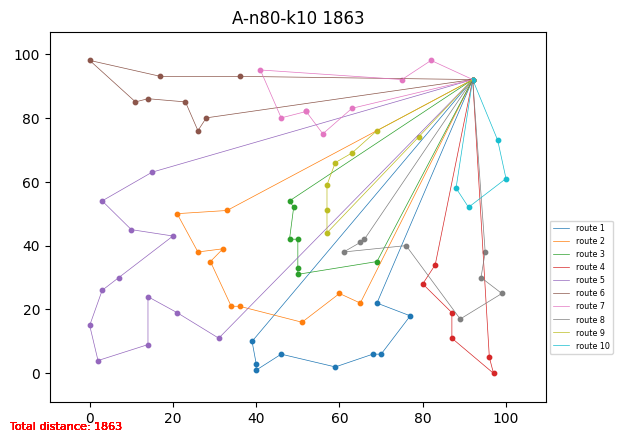 A-n80-k10 1863
100
80
60
40
20
0
0 20 40 60 80 100
route 1
route 2
route 3
route 4
route 5
route 6
route 7
route 8
route 9
route 10
Total distance: 1863